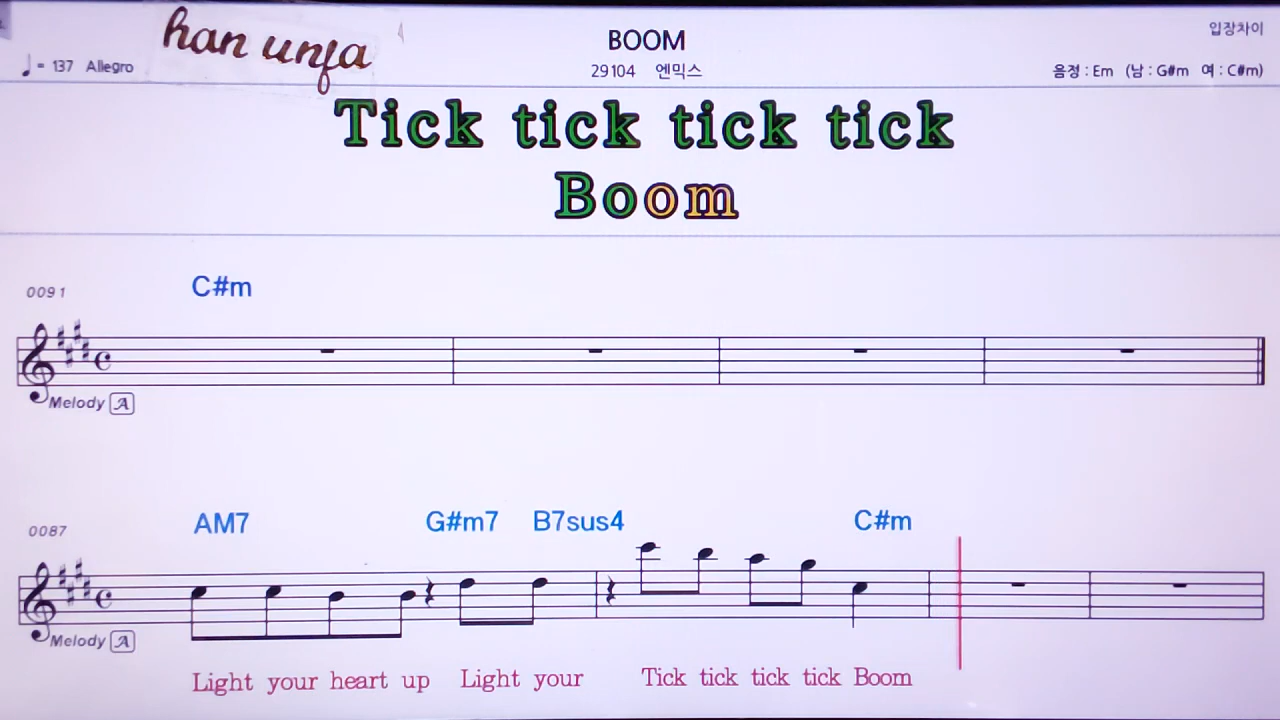 han unfa
BOOM
입장차이
♩= 137 Allegro
29104 엔믹스
음정 : Em (남 : G#m 여 : C#m)
Tick tick tick tick
Boom
0091
C#m
Melody A
0087
AM7 G#m7 B7sus4 C#m
Melody A
Light your heart up Light your Tick tick tick tick Boom